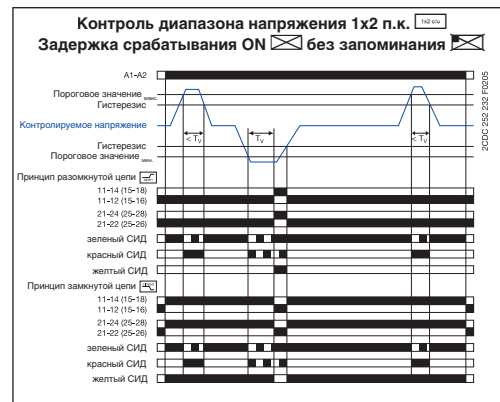 Контроль диапазона напряжения 1x2 п.к. 1x2 c/o
Задержка срабатывания ON без запоминания
A1-A2
Пороговое значение макс
Гистерезис
Контролируемое напряжение
< Tv Tv < Tv
Гистерезис
Пороговое значение мин.
Принцип разомкнутой цепи open
11-14 (15-18)
11-12 (15-16)
21-24 (25-28)
21-22 (25-26)
зеленый СИД
красный СИД
желтый СИД
Принцип замкнутой цепи closed
11-14 (15-18)
11-12 (15-16)
21-24 (25-28)
21-22 (25-26)
зеленый СИД
красный СИД
желтый СИД
2CDC 252 232 F0205